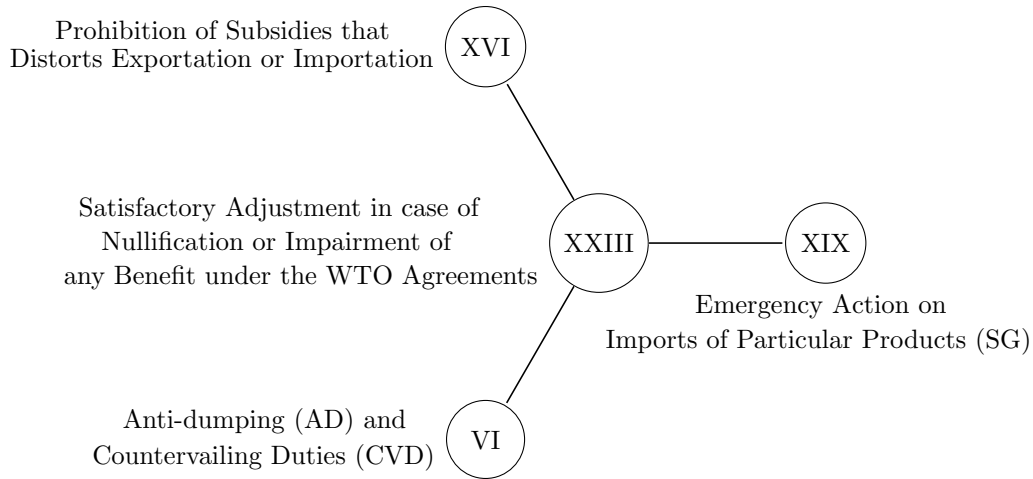 Prohibition of Subsidies that
Distorts Exportation or Importation
XVI
Satisfactory Adjustment in case of
Nullification or Impairment of
any Benefit under the WTO Agreements
XXIII
XIX
Emergency Action on
Imports of Particular Products (SG)
Anti-dumping (AD) and
Countervailing Duties (CVD)
VI